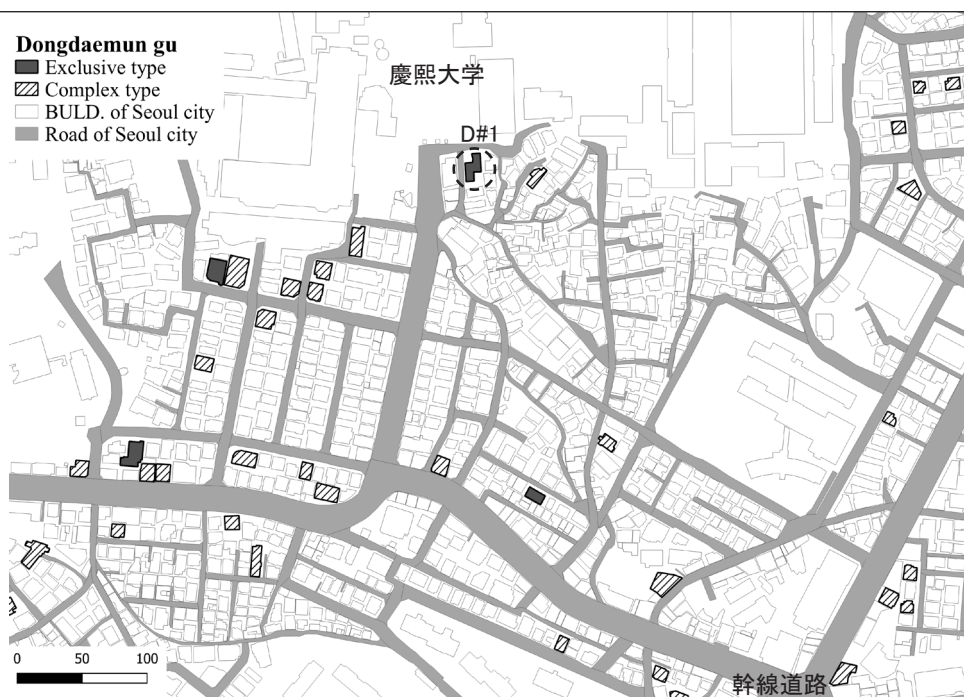 Dongdaemun gu
Exclusive type
Complex type
BULD. of Seoul city
Road of Seoul city
慶熙大学
D#1
0 50 100
幹線道路